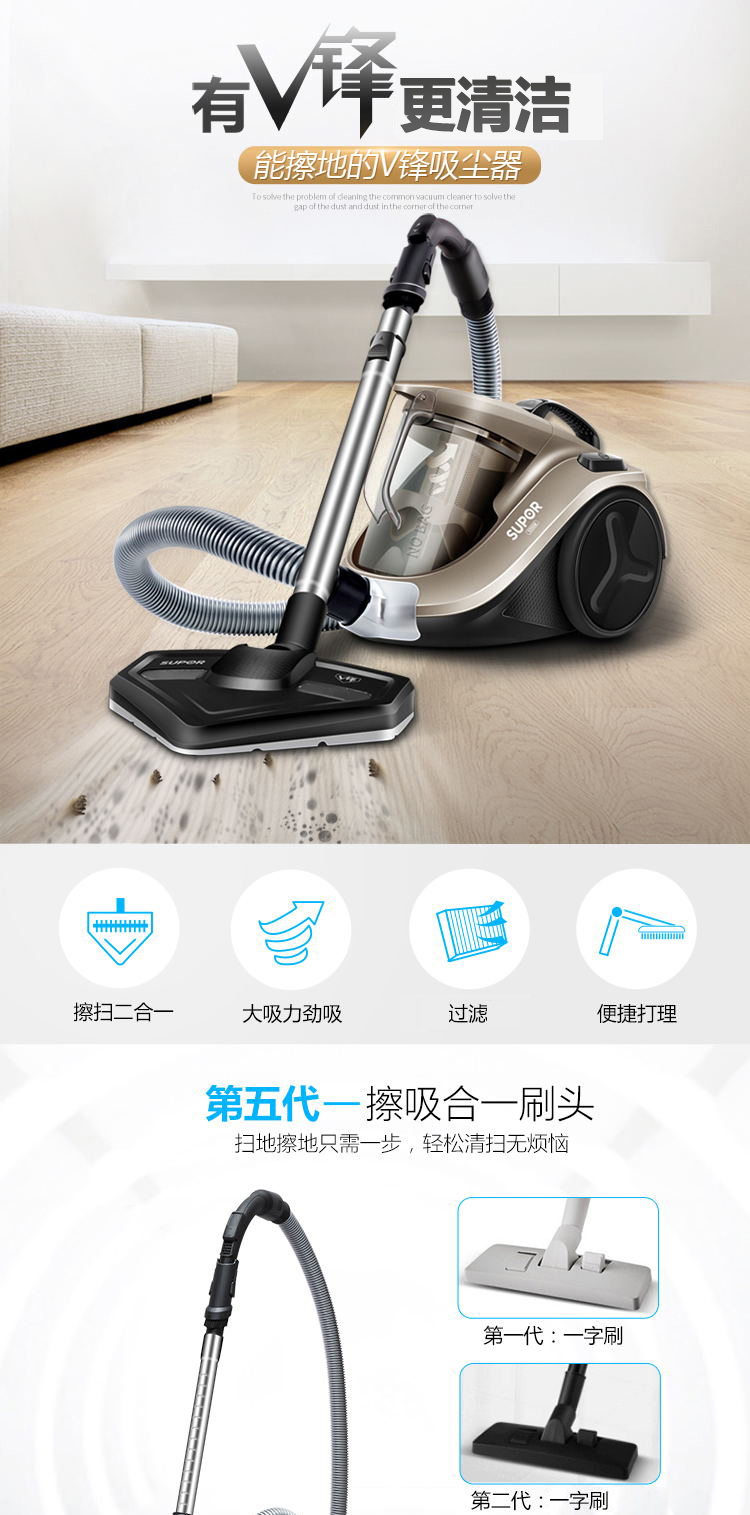 有V锋更清洁
能擦地的V锋吸尘器
To solve the problem of cleaning the common vacuum cleaner to solve the
gap of the dust and dust in the corner of the corner
NO BAG
SUPOR
SUPOR
V锋
擦扫二合一
大吸力劲吸
过滤
便捷打理
第五代一擦吸合一刷头
扫地擦地只需一步，轻松清扫无烦恼
第一代：一字刷
第二代：一字刷